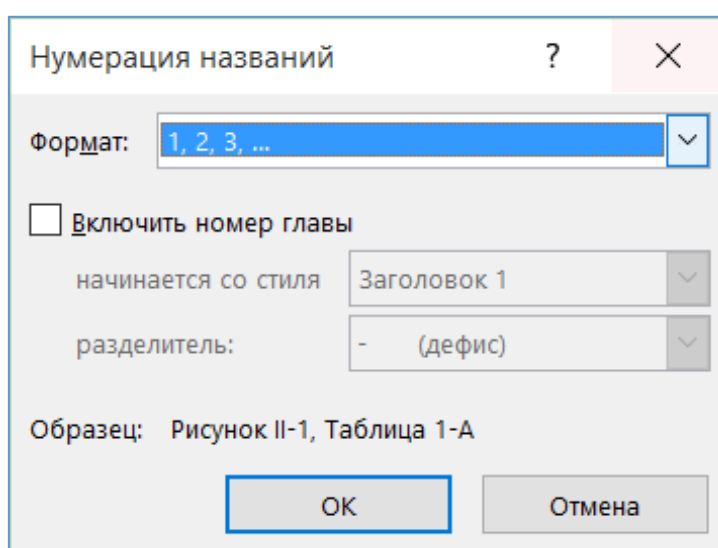 Нумерация названий ?
Формат: 1, 2, 3, ...
Включить номер главы
начинается со стиля Заголовок 1
разделитель: - (дефис)
Образец: Рисунок II-1, Таблица 1-A
ОК Отмена